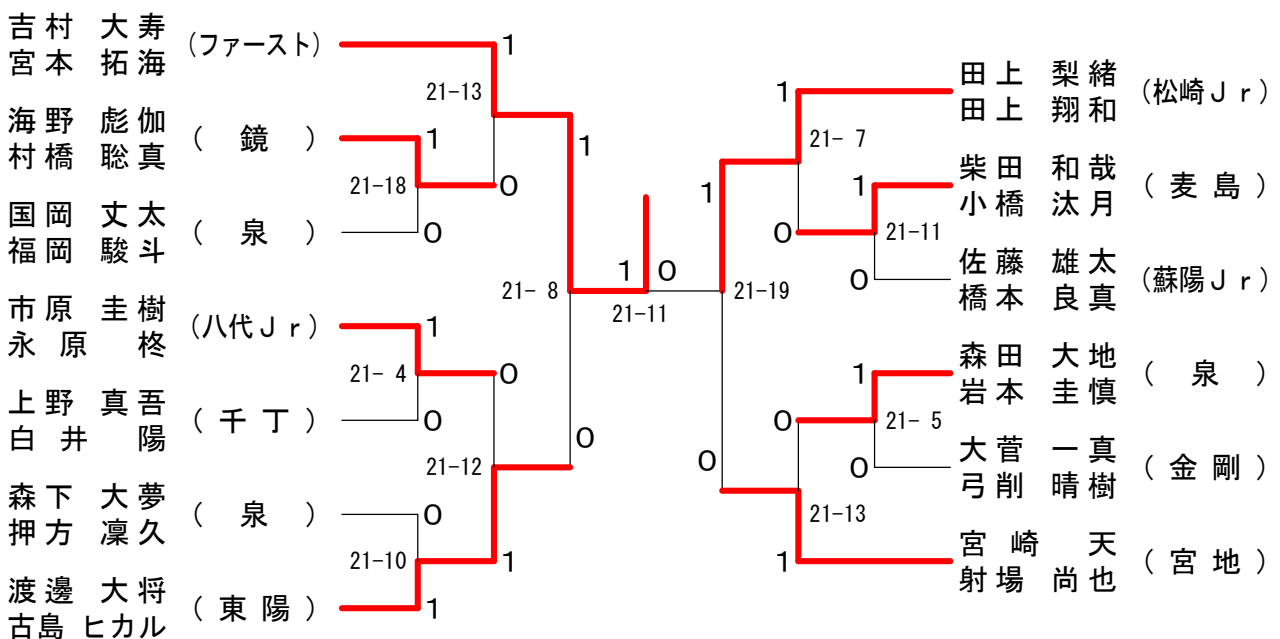 吉村 大寿
宮本 拓海
(ファースト)
1
21-13
海野 彪伽
村橋 聡真
( 鏡 )
1
21-18
0
国岡 丈太
福岡 駿斗
( 泉 )
0
1
市原 圭樹
永原 柊
(八代Jr)
1
21- 4
0
上野 真吾
白井 陽
( 千丁 )
0
21-12
森下 大夢
押方 凜久
( 泉 )
0
21-10
1
渡邊 大将
古島 ヒカル
( 東陽 )
1
21- 8
0
1
0
21-11
田上 梨緒
田上 翔和
(松崎Jr)
1
21- 7
柴田 和哉
小橋 汰月
( 麦島 )
1
21-11
0
佐藤 雄太
橋本 良真
(蘇陽Jr)
0
1
21-19
森田 大地
岩本 圭慎
( 泉 )
1
21- 5
0
大菅 一真
弓削 晴樹
( 金剛 )
0
0
21-13
宮崎 天
射場 尚也
( 宮地 )
1